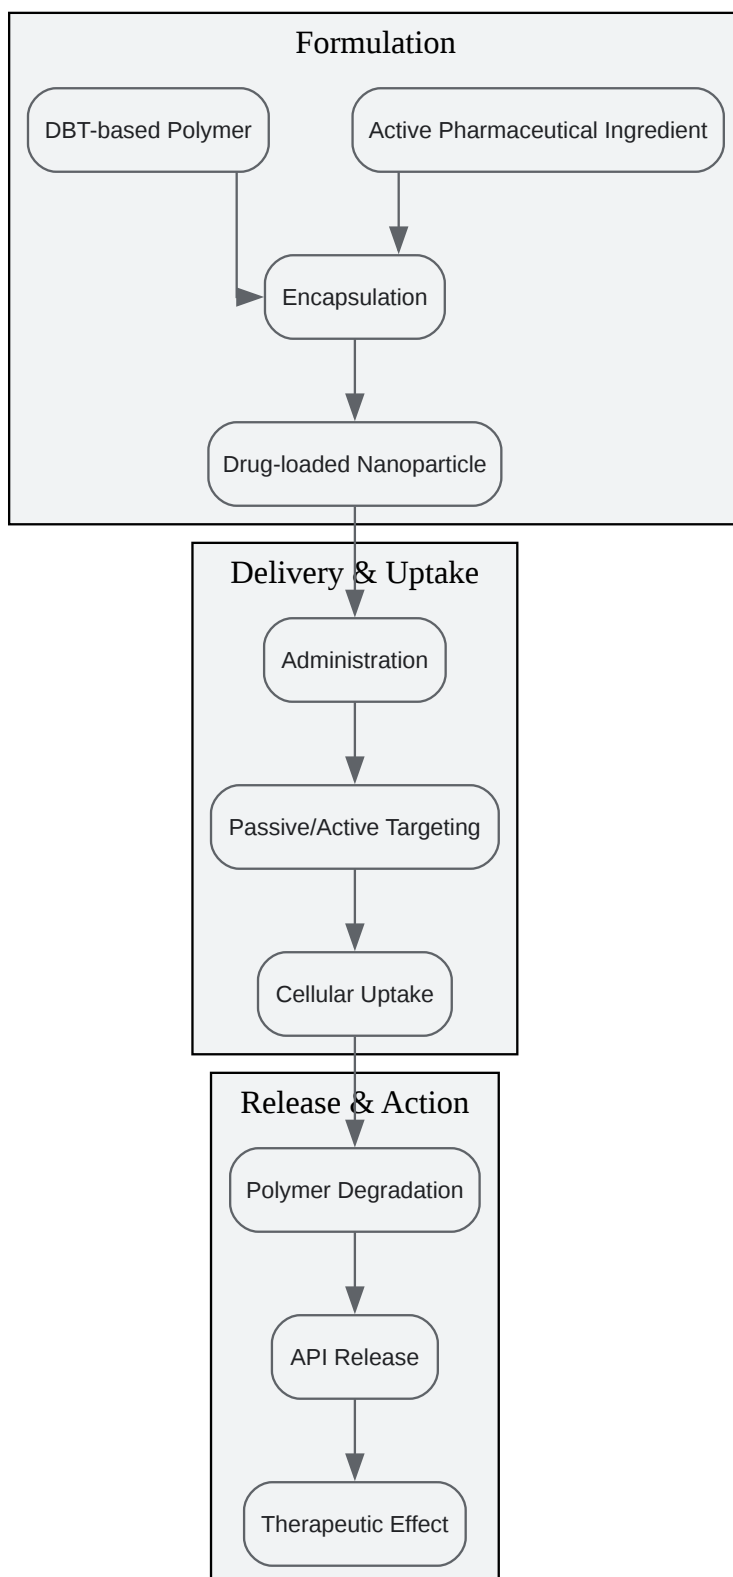 Formulation
DBT-based Polymer
Active Pharmaceutical Ingredient
Encapsulation
Drug-loaded Nanoparticle
Delivery & Uptake
Administration
Passive/Active Targeting
Cellular Uptake
Release & Action
Polymer Degradation
API Release
Therapeutic Effect